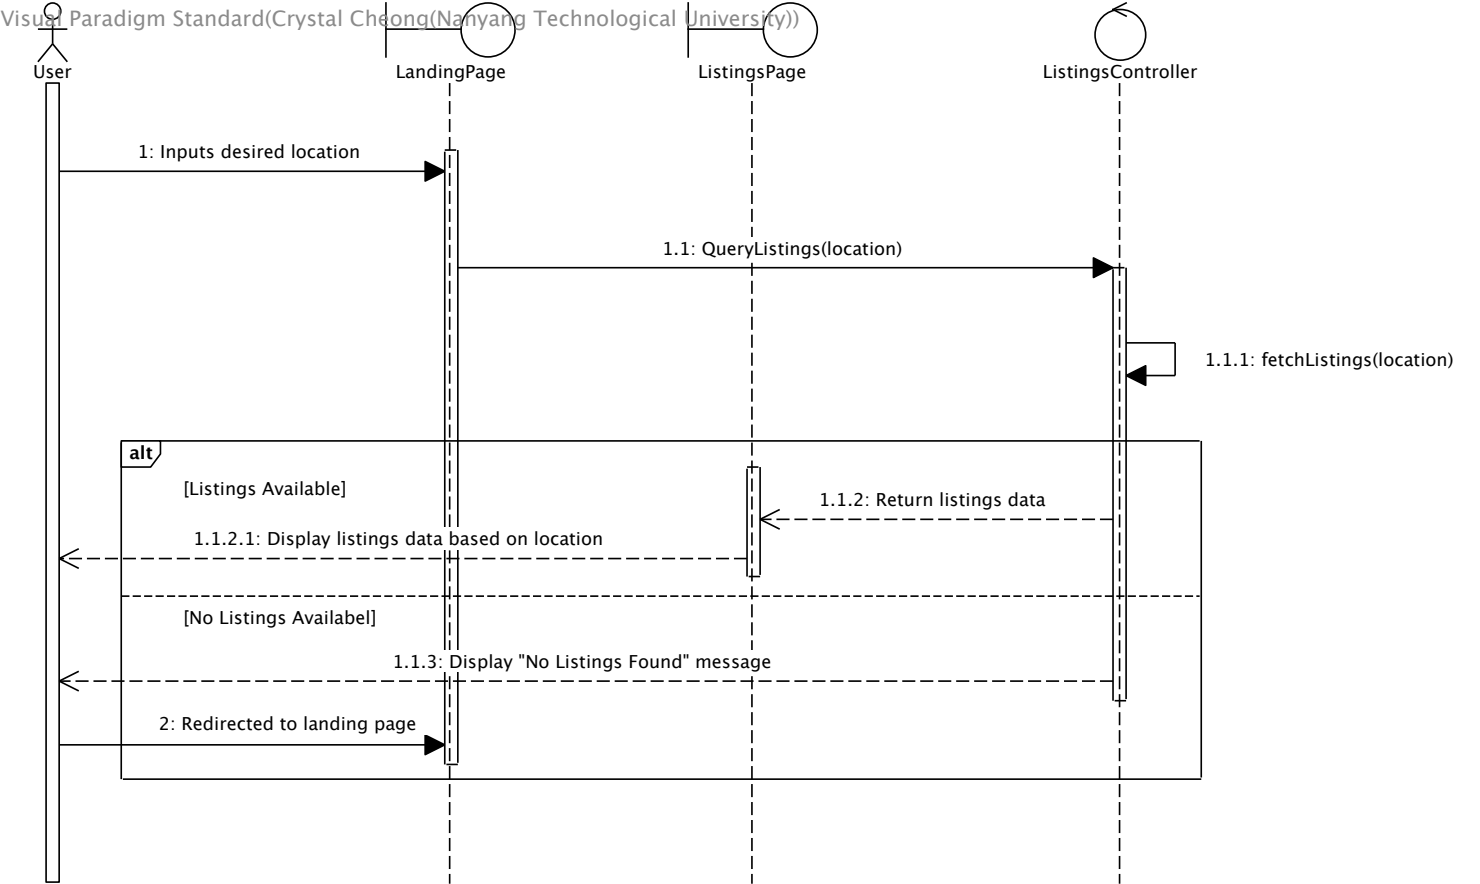 Visual Paradigm Standard(Crystal Cheong(Nanyang Technological University))
User
LandingPage
ListingsPage
ListingsController
1: Inputs desired location
1.1: QueryListings(location)
1.1.1: fetchListings(location)
alt
[Listings Available]
1.1.2: Return listings data
1.1.2.1: Display listings data based on location
[No Listings Availabel]
1.1.3: Display "No Listings Found" message
2: Redirected to landing page